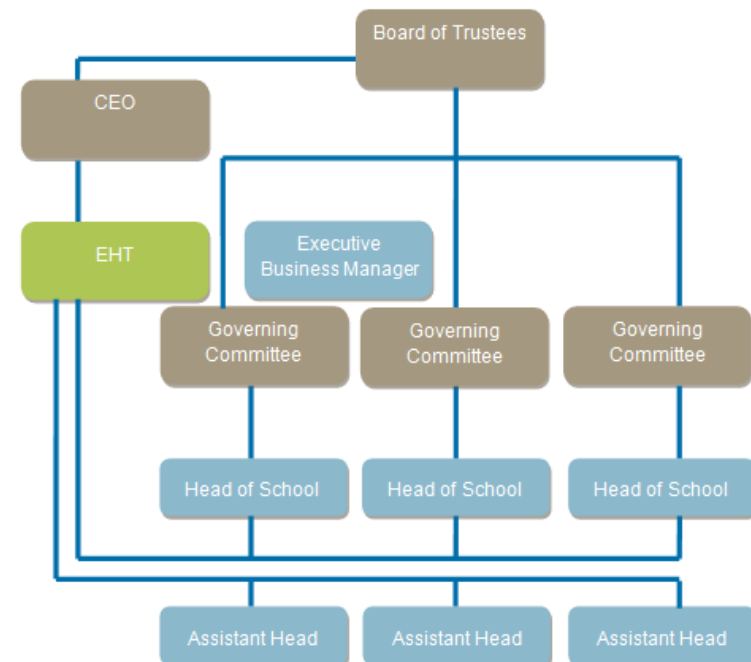 Board of Trustees
CEO
EHT
Executive
Business Manager
Governing
Committee
Governing
Committee
Governing
Committee
Head of School
Head of School
Head of School
Assistant Head
Assistant Head
Assistant Head